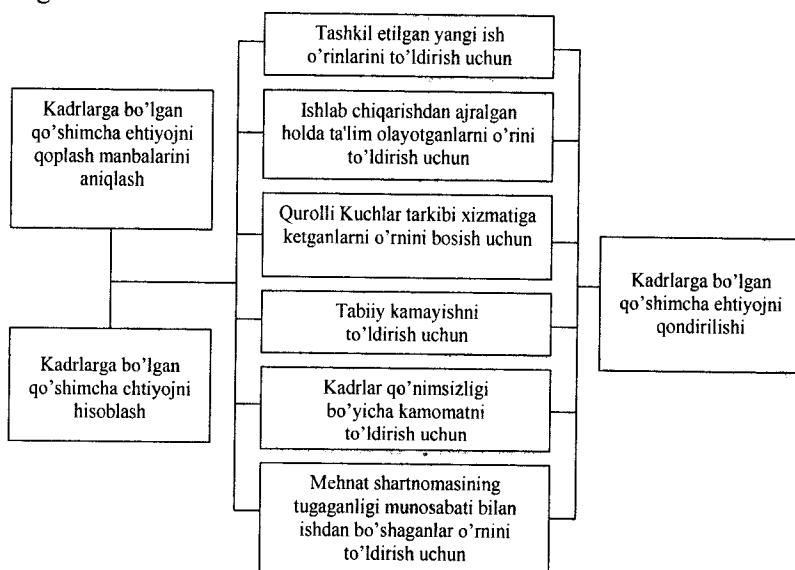 Kadrlarga bo’lgan
qo’shimcha ehtiyojni
qoplash manbalarini
aniqlash
Kadrlarga bo’lgan
qo’shimcha chtiyojni
hisoblash
Tashkil etilgan yangi ish
o’rinlarini to’ldirish uchun
Ishlab chiqarishdan ajralgan
holda ta'lim olayotganlarni o’rini
to’ldirish uchun
Qurolli Kuchlar tarkibi xizmatiga
ketganlarni o’rnini bosish uchun
Tabiiy kamayishni
to’ldirish uchun
Kadrlar qo’nimsizligi
bo’yicha kamomatni
to’ldirish uchun
Mehnat shartnomasining
tugaganligi munosabati bilan
ishdan bo’shaganlar o’rnini
to’ldirish uchun
Kadrlarga bo’lgan
qo’shimcha ehtiyojni
qondirilishi